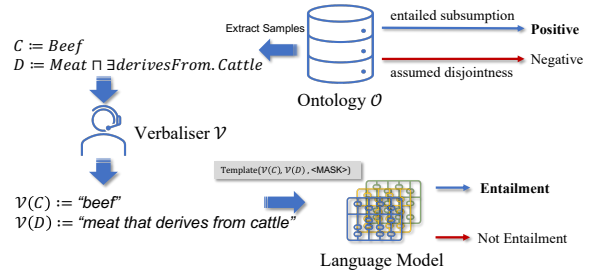 Extract Samples
entailed subsumption
Positive
C ≔ Beef
D ≔ Meat ⊓ ∃derivesFrom.Cattle
Negative
assumed disjointness
Ontology 𝒪
Verbaliser 𝒱
Template(𝒱(C), 𝒱(D) , <MASK>)
𝒱(C) ≔ “beef”
𝒱(D) ≔ “meat that derives from cattle”
Entailment
Not Entailment
Language Model